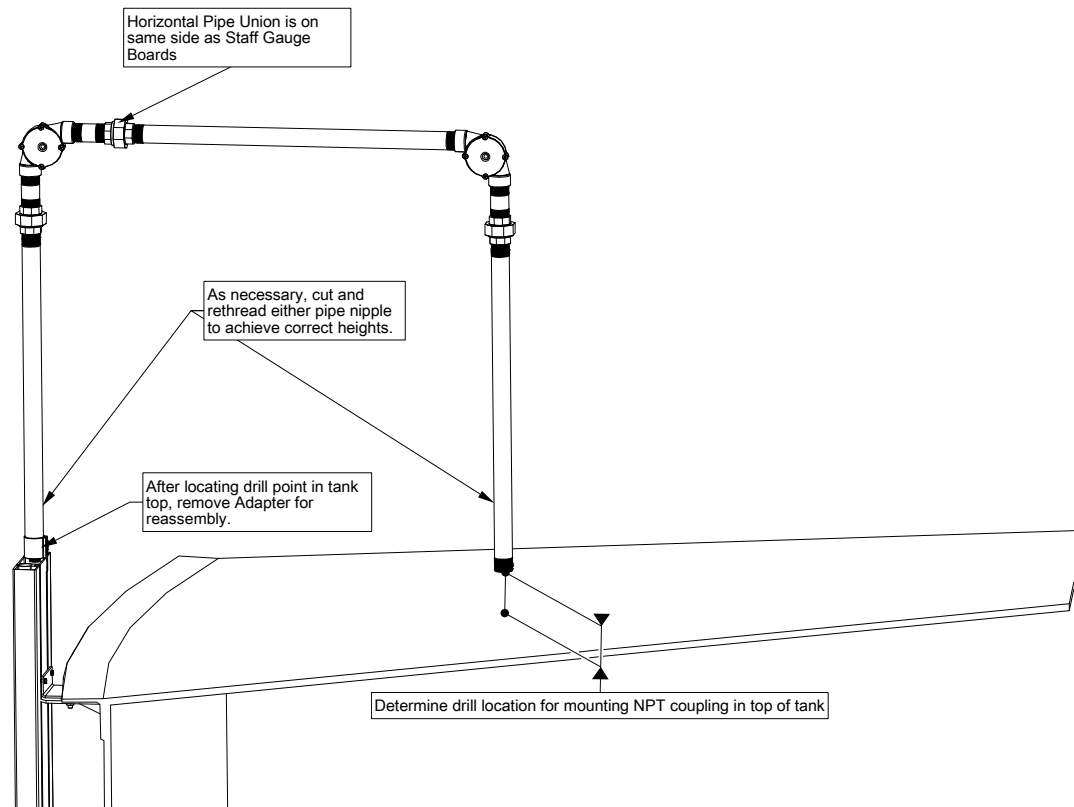 Horizontal Pipe Union is on
same side as Staff Gauge
Boards
As necessary, cut and
rethread either pipe nipple
to achieve correct heights.
After locating drill point in tank
top, remove Adapter for
reassembly.
Determine drill location for mounting NPT coupling in top of tank